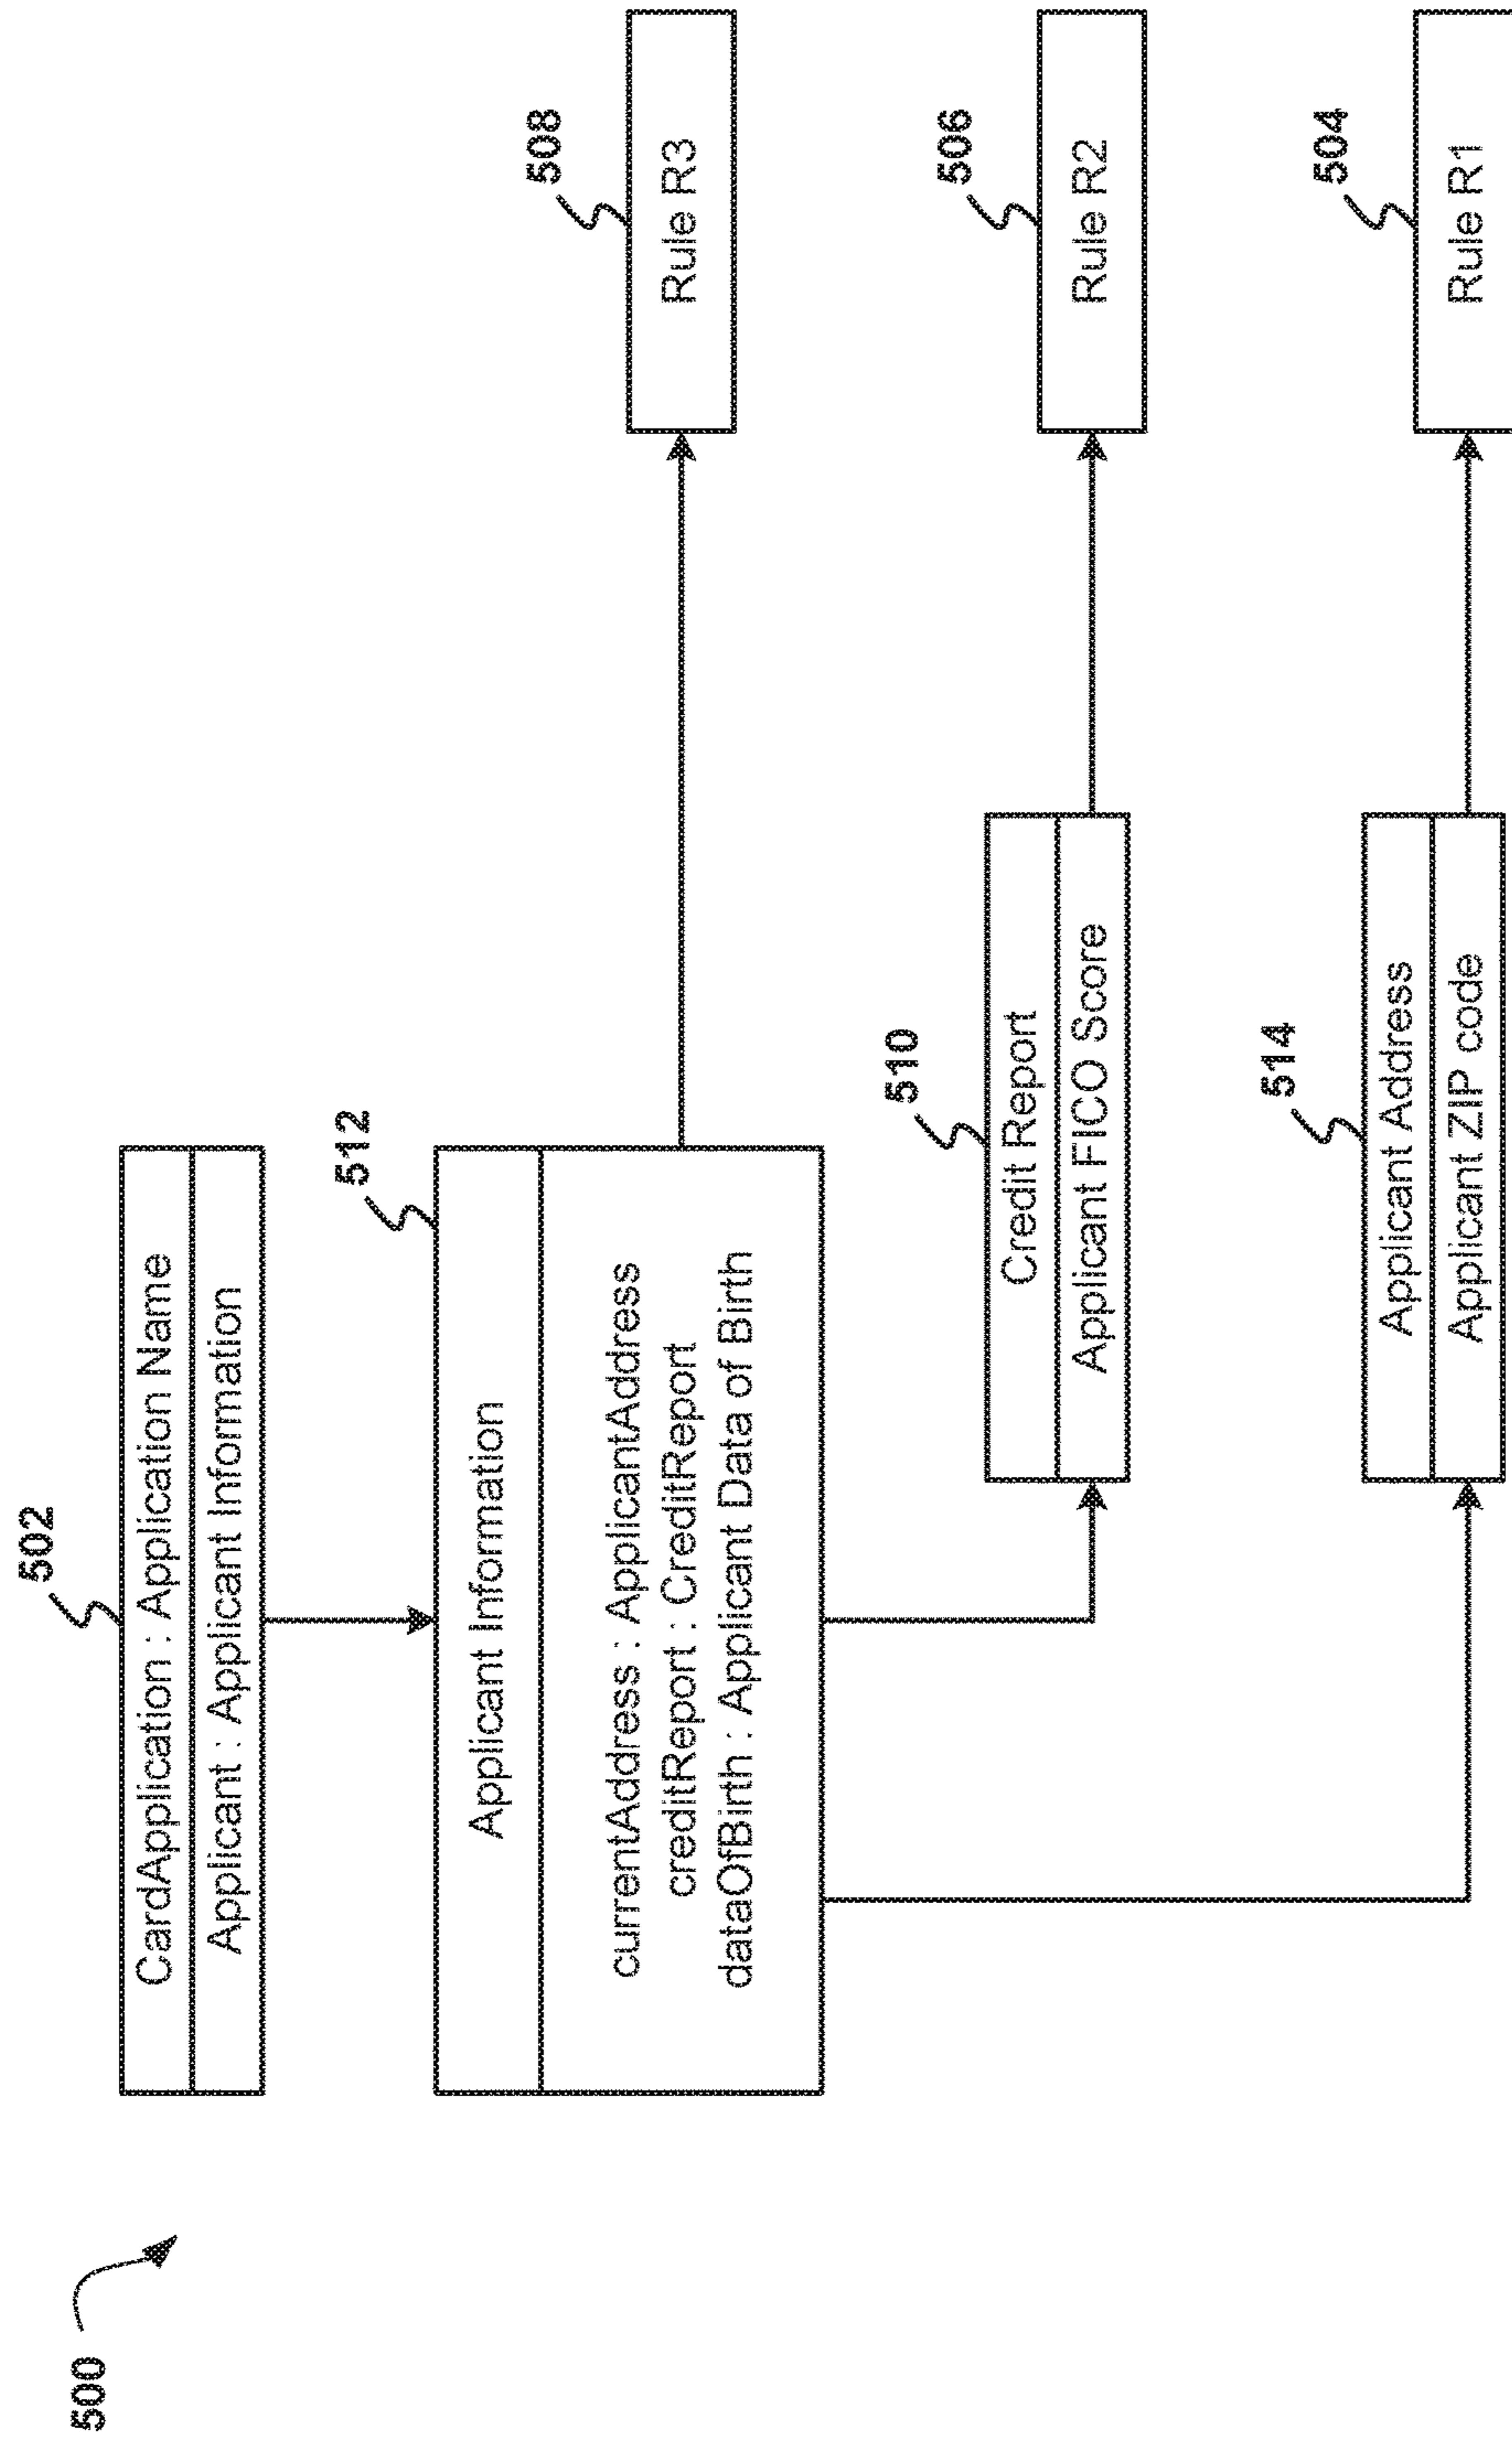 500
502
CardApplication : Application Name
Applicant : Applicant Information
512
Applicant Information
currentAddress : ApplicantAddress
creditReport : CreditReport
dataOfBirth : Applicant Data of Birth
508
Rule R3
510
Credit Report
Applicant FICO Score
506
Rule R2
514
Applicant Address
Applicant ZIP code
504
Rule R1